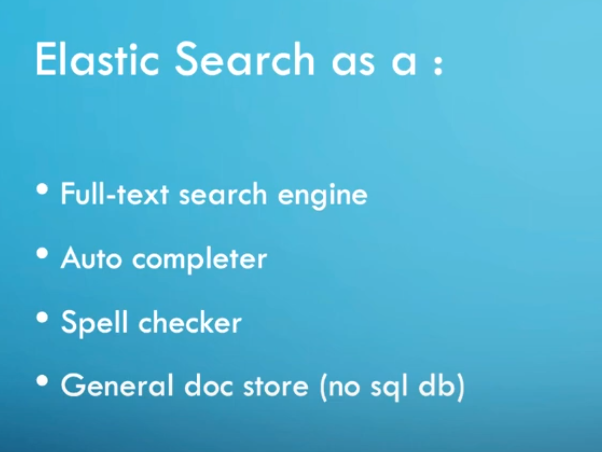 Elastic Search as a :
• Full-text search engine
• Auto completer
• Spell checker
• General doc store (no sql db)